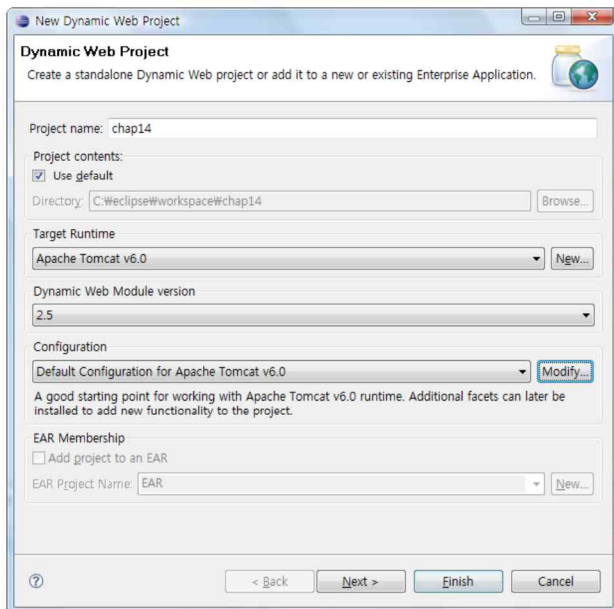 New Dynamic Web Project
Dynamic Web Project
Create a standalone Dynamic Web project or add it to a new or existing Enterprise Application.
Project name: chap14
Project contents:
Use default
Directory: C:₩eclipse₩workspace₩chap14 Browse...
Target Runtime
Apache Tomcat v6.0 New...
Dynamic Web Module version
2.5
Configuration
Default Configuration for Apache Tomcat v6.0 Modify...
A good starting point for working with Apache Tomcat v6.0 runtime. Additional facets can later be
installed to add new functionality to the project.
EAR Membership
Add project to an EAR
EAR Project Name: EAR New...
? < Back Next > Finish Cancel